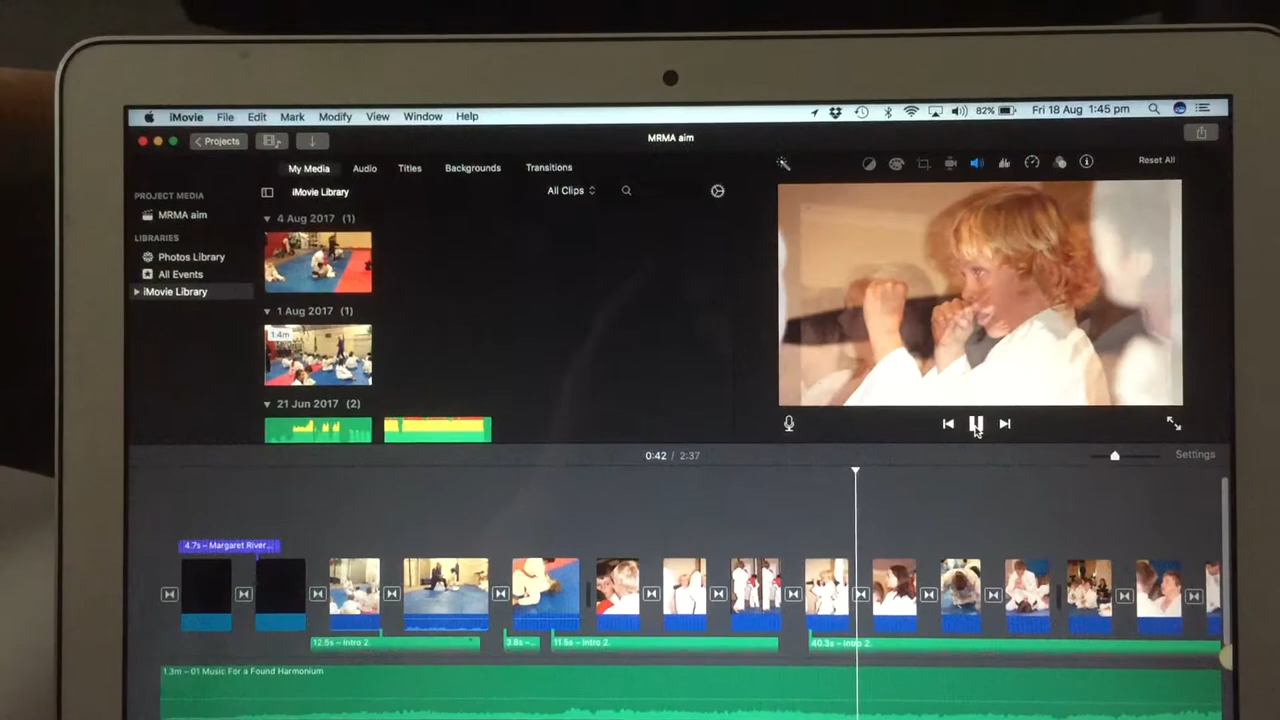 iMovie File Edit Mark Modify View Window Help 82% Fri 18 Aug 1:45 pm
Projects MRMA aim
My Media Audio Titles Backgrounds Transitions Reset All
PROJECT MEDIA
MRMA aim
LIBRARIES
Photos Library
All Events
iMovie Library
iMovie Library All Clips
4 Aug 2017 (1)
1 Aug 2017 (1)
1.4m
21 Jun 2017 (2)
0:42 / 2:37 Settings
4.7s – Margaret River...
12.5s – Intro 2. 3.8s –... 11.5s – Intro 2. 40.3s – Intro 2.
1.3m – 01 Music For a Found Harmonium